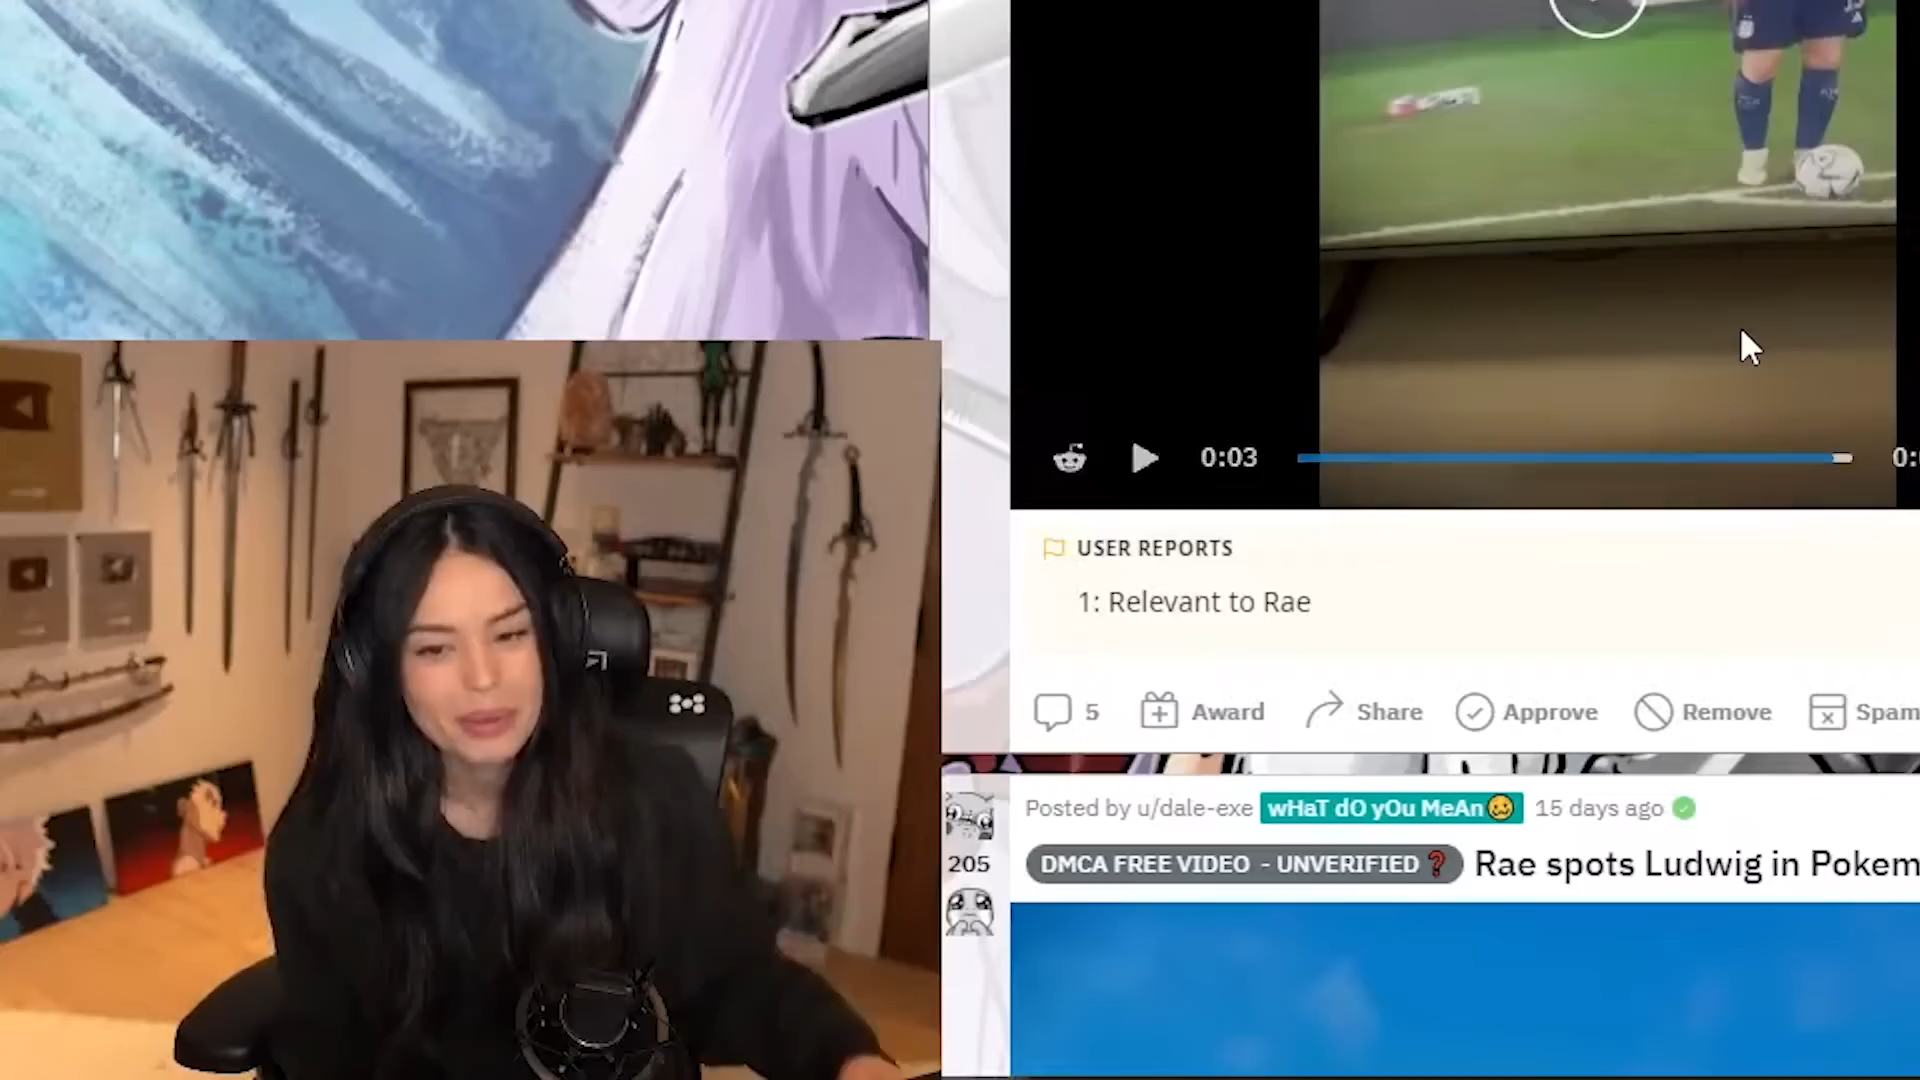 0:03
0:
USER REPORTS
1: Relevant to Rae
5 Award Share Approve Remove Spam
Posted by u/dale-exe wHaT dO yOu MeAn🥴 15 days ago
205
DMCA FREE VIDEO - UNVERIFIED❓ Rae spots Ludwig in Pokem